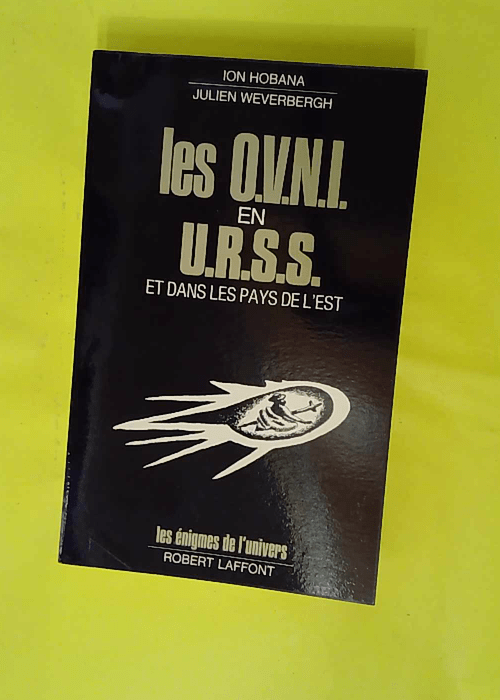 ION HOBANA
JULIEN WEVERBERGH
les O.V.N.I.
EN
U.R.S.S.
ET DANS LES PAYS DE L'EST
les énigmes de l'univers
ROBERT LAFFONT